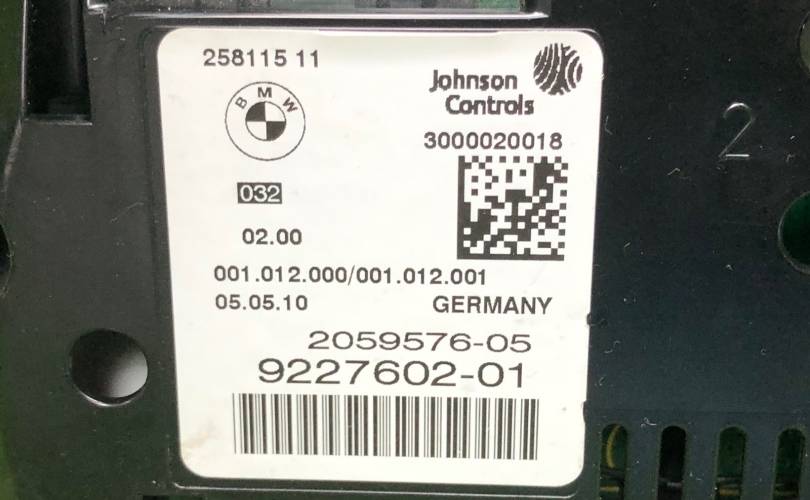 258115 11
BMW
Johnson
Controls
3000020018
2
032
02.00
001.012.000/001.012.001
05.05.10 GERMANY
2059576-05
9227602-01